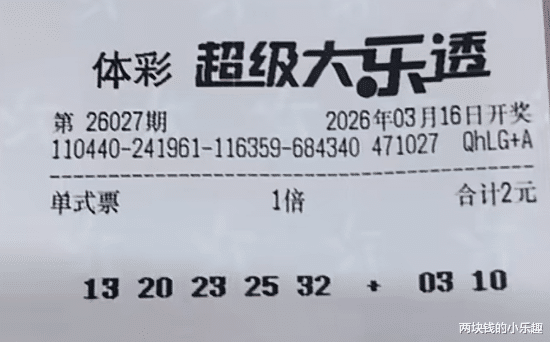 体彩 超级大乐透
第 26027期 2026年03月16日开奖
110440-241961-116359-684340 471027 QhLG+A
单式票 1倍 合计2元
13 20 23 25 32 + 03 10
两块钱的小乐趣